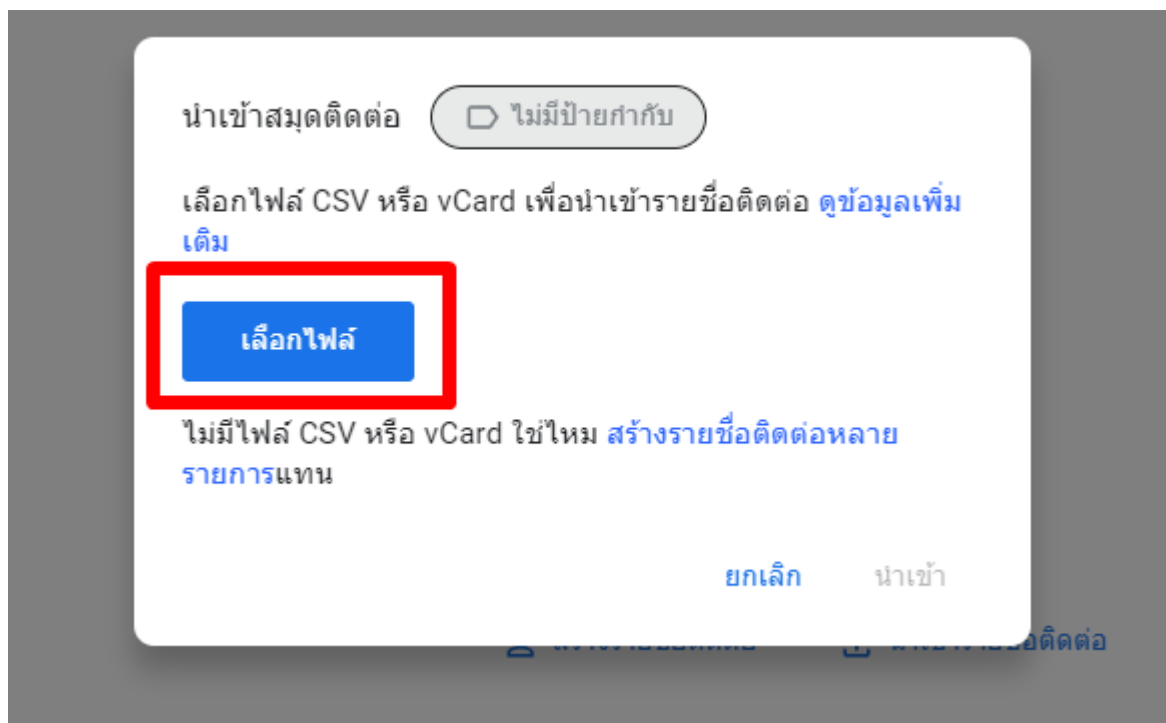 นำเข้าสมุดติดต่อ ไม่มีป้ายกำกับ
เลือกไฟล์ CSV หรือ vCard เพื่อนำเข้ารายชื่อติดต่อ ดูข้อมูลเพิ่ม
เติม
เลือกไฟล์
ไม่มีไฟล์ CSV หรือ vCard ใช่ไหม สร้างรายชื่อติดต่อหลาย
รายการแทน
ยกเลิก นำเข้า
อติดต่อ